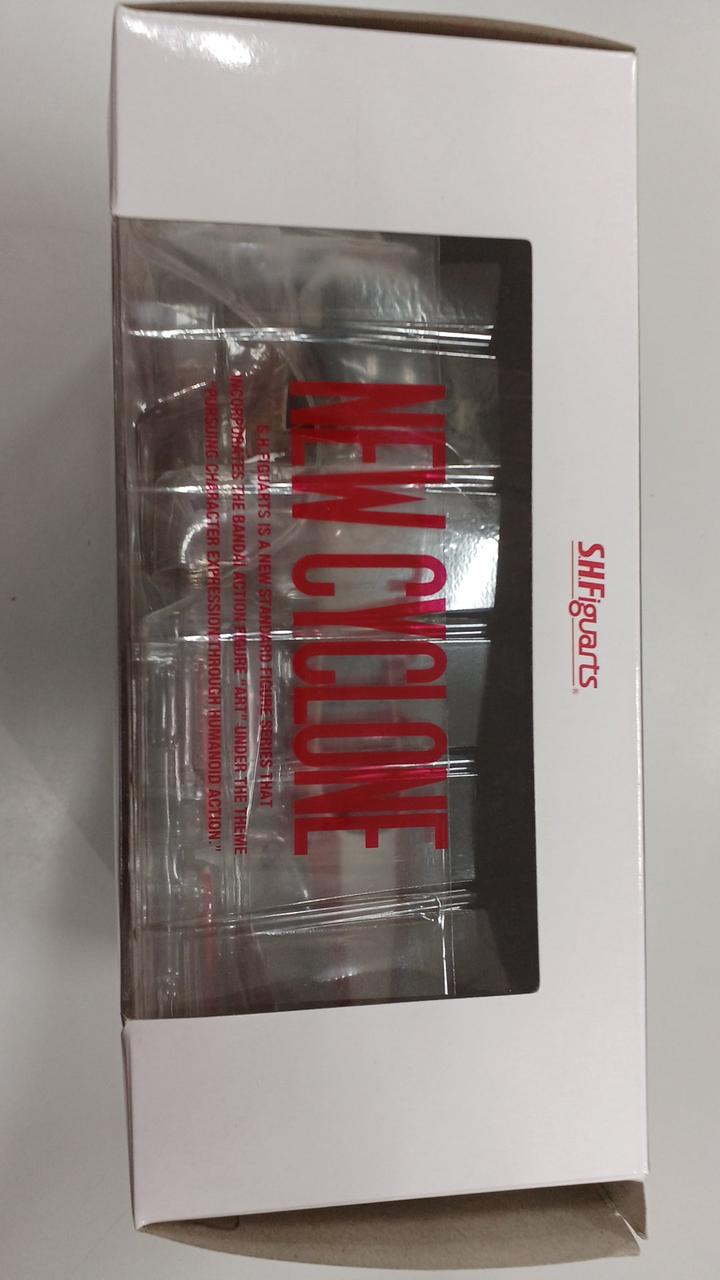 S.H.Figuarts®
NEW CYCLONE
S.H.FIGUARTS IS A NEW STANDARD FIGURE SERIES THAT
INCORPORATES THE BANDAI ACTION FIGURE "ART" UNDER THE THEME
"PURSUING CHARACTER EXPRESSION THROUGH HUMANOID ACTION."